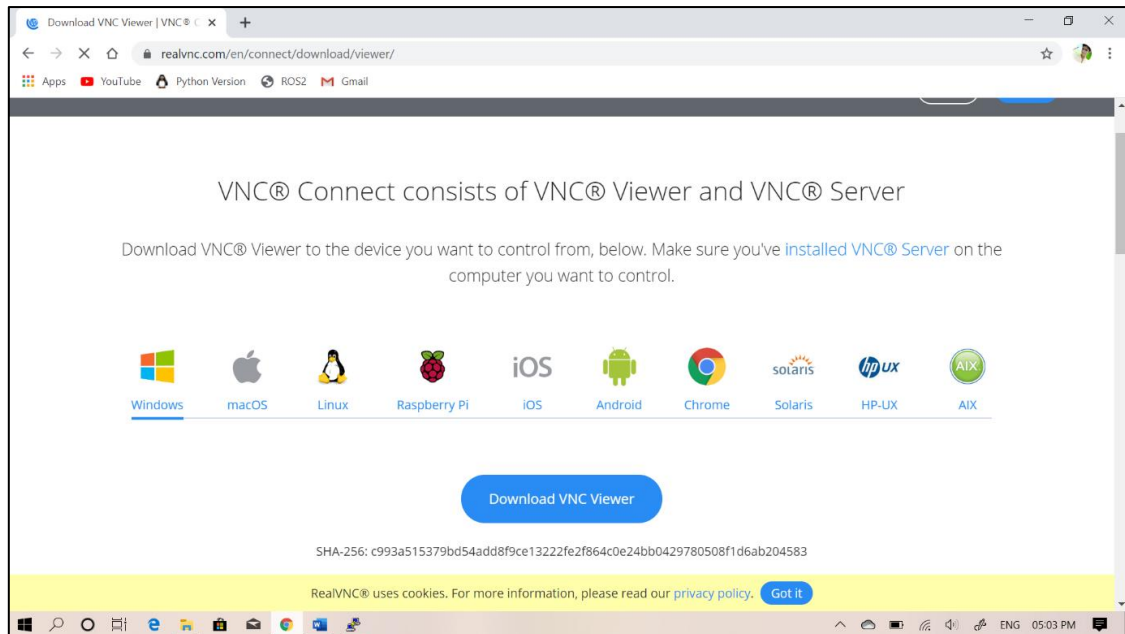 Download VNC Viewer | VNC®
realvnc.com/en/connect/download/viewer/
Apps YouTube Python Version ROS2 Gmail
VNC® Connect consists of VNC® Viewer and VNC® Server
Download VNC® Viewer to the device you want to control from, below. Make sure you've installed VNC® Server on the
computer you want to control.
iOS solaris hp UX AIX
Windows macOS Linux Raspberry Pi iOS Android Chrome Solaris HP-UX AIX
Download VNC Viewer
SHA-256: c993a515379bd54add8f9ce13222fe2f864c0e24bb0429780508f1d6ab204583
RealVNC® uses cookies. For more information, please read our privacy policy. Got it
ENG 05:03 PM